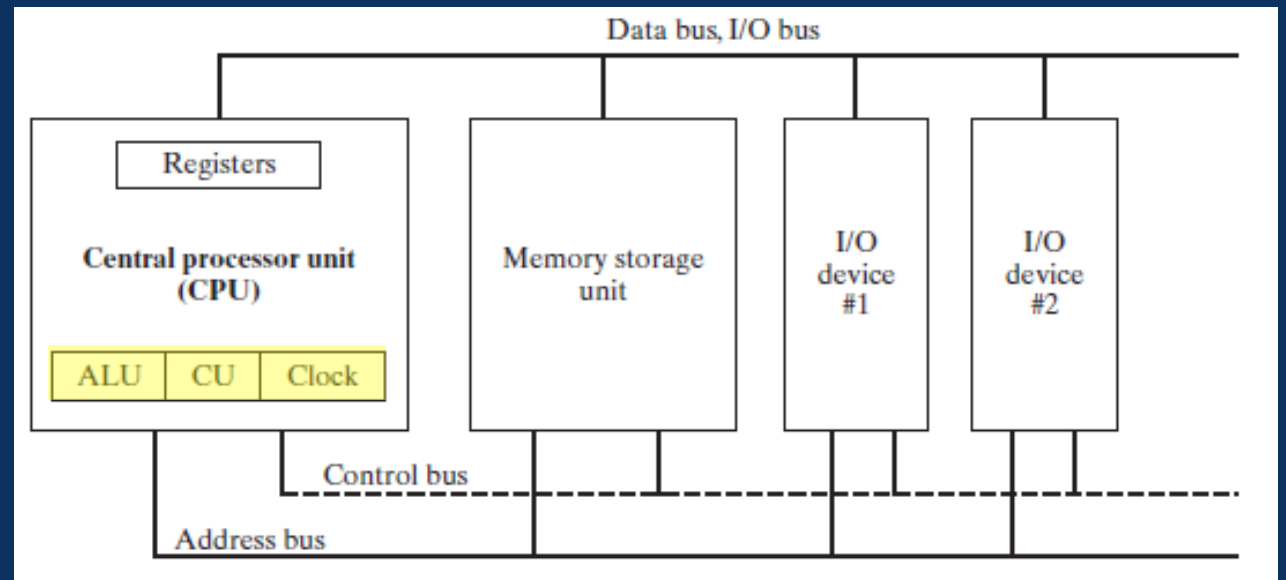 Data bus, I/O bus
Registers
Central processor unit
(CPU)
ALU CU Clock
Memory storage
unit
I/O
device
#1
I/O
device
#2
Control bus
Address bus